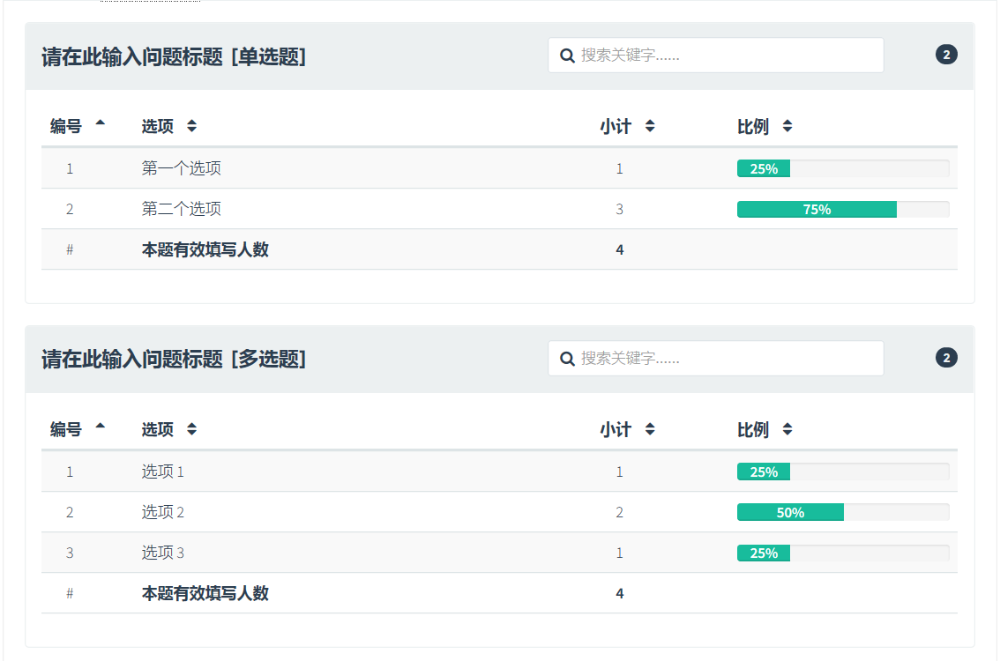 请在此输入问题标题 [单选题] 搜索关键字...... 2
编号 选项 小计 比例
1 第一个选项 1 25%
2 第二个选项 3 75%
# 本题有效填写人数 4
请在此输入问题标题 [多选题] 搜索关键字...... 2
编号 选项 小计 比例
1 选项 1 1 25%
2 选项 2 2 50%
3 选项 3 1 25%
# 本题有效填写人数 4